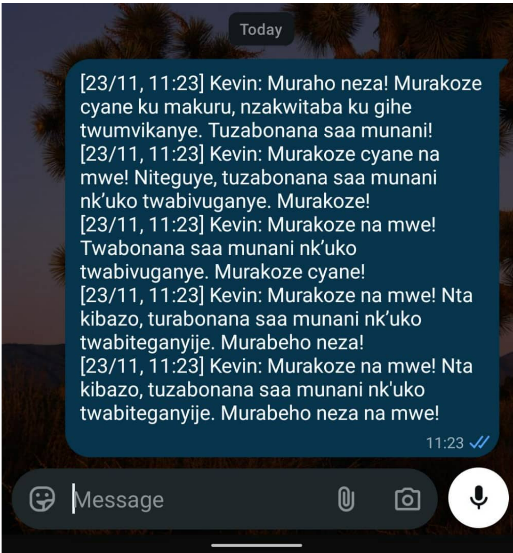 Today
[23/11, 11:23] Kevin: Muraho neza! Murakoze
cyane ku makuru, nzakwitaba ku gihe
twumvikanye. Tuzabonana saa munani!
[23/11, 11:23] Kevin: Murakoze cyane na
mwe! Niteguye, tuzabonana saa munani
nk’uko twabivuganye. Murakoze!
[23/11, 11:23] Kevin: Murakoze na mwe!
Twabonana saa munani nk’uko
twabivuganye. Murakoze cyane!
[23/11, 11:23] Kevin: Murakoze na mwe! Nta
kibazo, turabonana saa munani nk’uko
twabiteganyije. Murabeho neza!
[23/11, 11:23] Kevin: Murakoze na mwe! Nta
kibazo, tuzabonana saa munani nk'uko
twabiteganyije. Murabeho neza na mwe!
11:23
Message